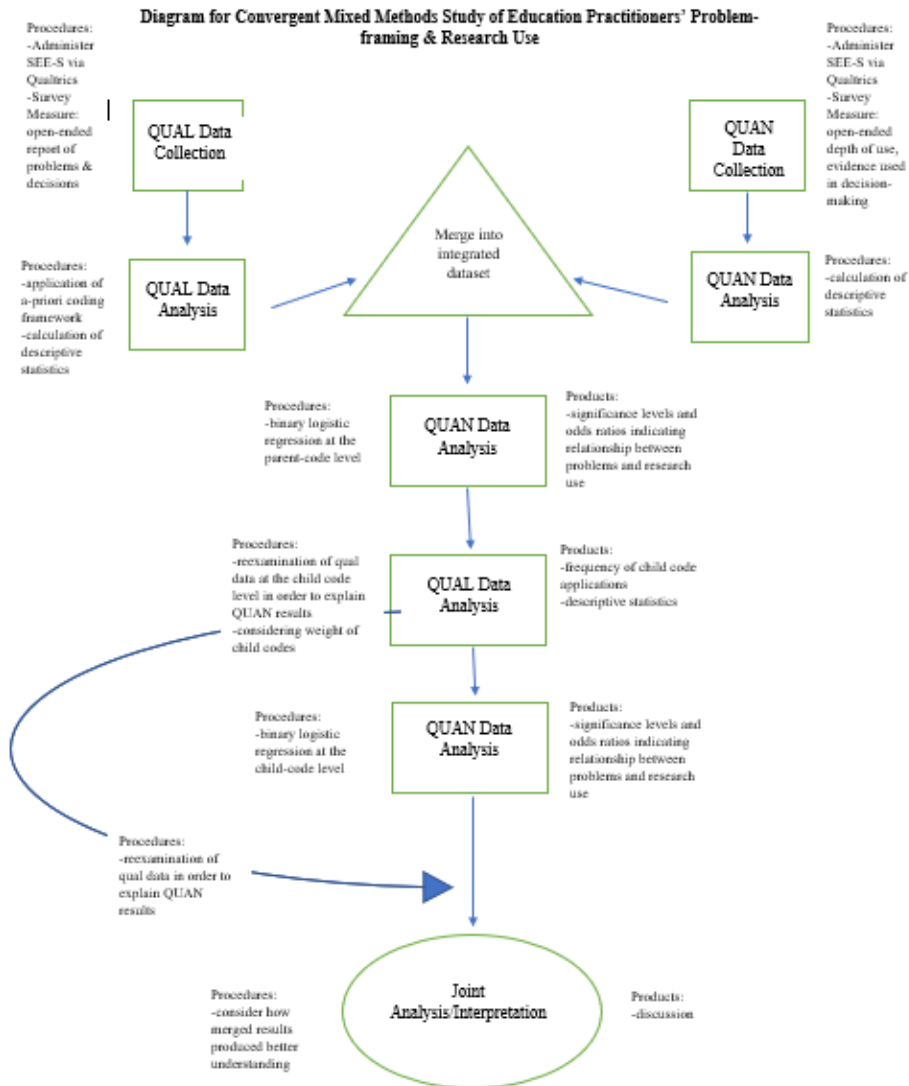 Diagram for Convergent Mixed Methods Study of Education Practitioners' Problem-
framing & Research Use
Procedures:
-Administer
SEE-S via
Qualtrics
-Survey
Measure:
open-ended
report of
problems &
decisions
QUAL Data
Collection
QUAN
Data
Collection
Procedures:
-Administer
SEE-S via
Qualtrics
-Survey
Measure:
open-ended
depth of use,
evidence used
in decision-
making
Merge into
integrated
dataset
Procedures:
-application of
a-priori coding
framework
-calculation of
descriptive
statistics
QUAL Data
Analysis
QUAN Data
Analysis
Procedures:
-calculation of
descriptive
statistics
Procedures:
-binary logistic
regression at the
parent-code level
QUAN Data
Analysis
Products:
-significance levels and
odds ratios indicating
relationship between
problems and research
use
Procedures:
-reexamination of qual
data at the child code
level in order to explain
QUAN results
-considering weight of
child codes
QUAL Data
Analysis
Products:
-frequency of child code
applications
-descriptive statistics
Procedures:
-binary logistic
regression at the
child-code level
QUAN Data
Analysis
Products:
-significance levels and
odds ratios indicating
relationship between
problems and research
use
Procedures:
-reexamination of
qual data in order to
explain QUAN
results
Procedures:
-consider how
merged results
produced better
understanding
Joint
Analysis/Interpretation
Products:
-discussion